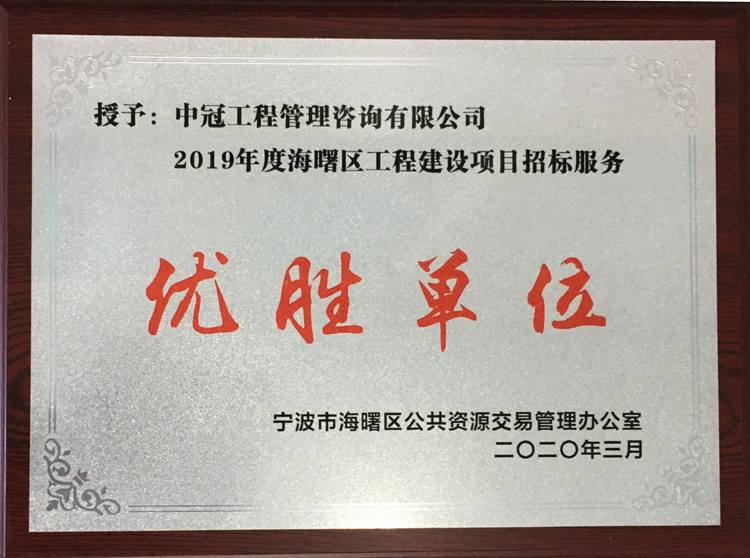 授予：中冠工程管理咨询有限公司
2019年度海曙区工程建设项目招标服务
优胜单位
宁波市海曙区公共资源交易管理办公室
二〇二〇年三月